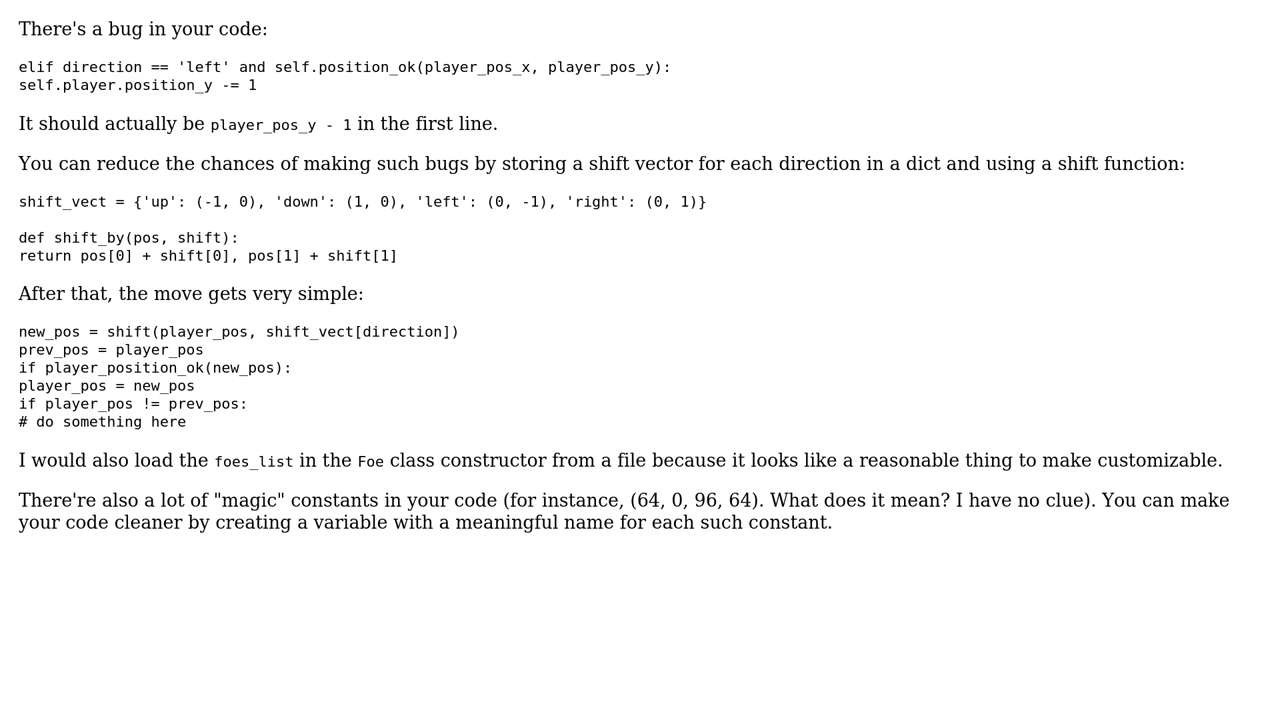 There's a bug in your code:
elif direction == 'left' and self.position_ok(player_pos_x, player_pos_y):
self.player.position_y -= 1
It should actually be player_pos_y - 1 in the first line.
You can reduce the chances of making such bugs by storing a shift vector for each direction in a dict and using a shift function:
shift_vect = {'up': (-1, 0), 'down': (1, 0), 'left': (0, -1), 'right': (0, 1)}
def shift_by(pos, shift):
return pos[0] + shift[0], pos[1] + shift[1]
After that, the move gets very simple:
new_pos = shift(player_pos, shift_vect[direction])
prev_pos = player_pos
if player_position_ok(new_pos):
player_pos = new_pos
if player_pos != prev_pos:
# do something here
I would also load the foes_list in the Foe class constructor from a file because it looks like a reasonable thing to make customizable.
There're also a lot of "magic" constants in your code (for instance, (64, 0, 96, 64). What does it mean? I have no clue). You can make
your code cleaner by creating a variable with a meaningful name for each such constant.